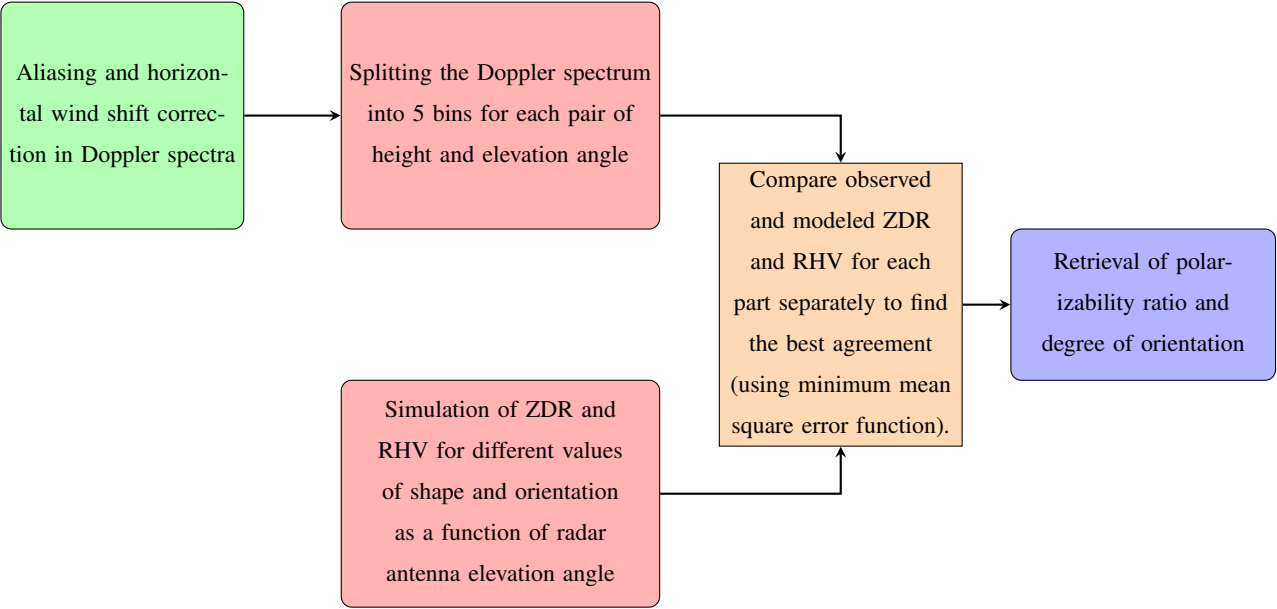 Aliasing and horizon-
tal wind shift correc-
tion in Doppler spectra
Splitting the Doppler spectrum
into 5 bins for each pair of
height and elevation angle
Compare observed
and modeled ZDR
and RHV for each
part separately to find
the best agreement
(using minimum mean
square error function).
Retrieval of polar-
izability ratio and
degree of orientation
Simulation of ZDR and
RHV for different values
of shape and orientation
as a function of radar
antenna elevation angle